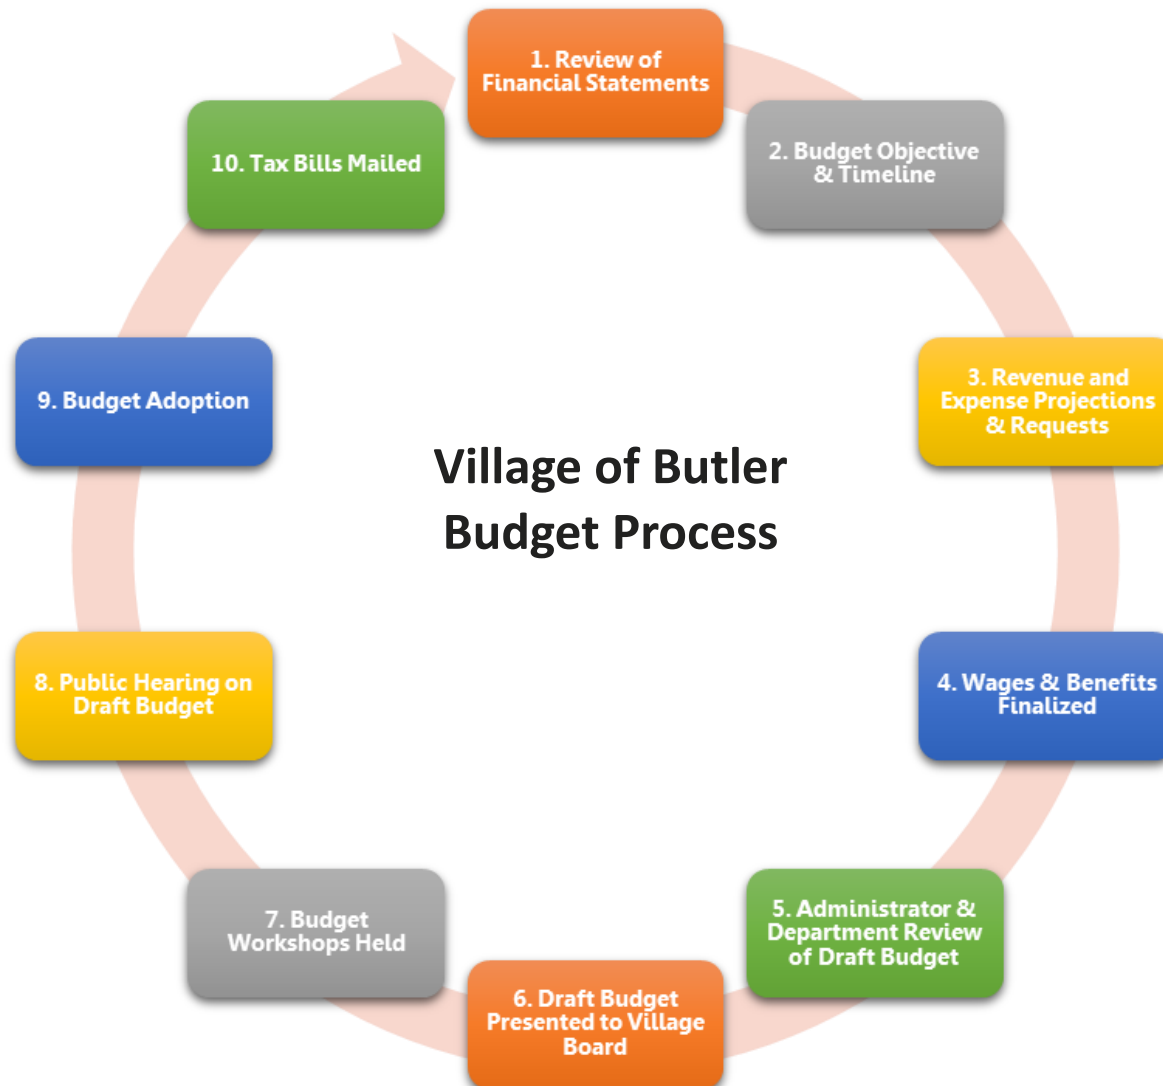 1. Review of
Financial Statements
2. Budget Objective
& Timeline
3. Revenue and
Expense Projections
& Requests
4. Wages & Benefits
Finalized
5. Administrator &
Department Review
of Draft Budget
6. Draft Budget
Presented to Village
Board
7. Budget
Workshops Held
8. Public Hearing on
Draft Budget
9. Budget Adoption
10. Tax Bills Mailed
Village of Butler
Budget Process